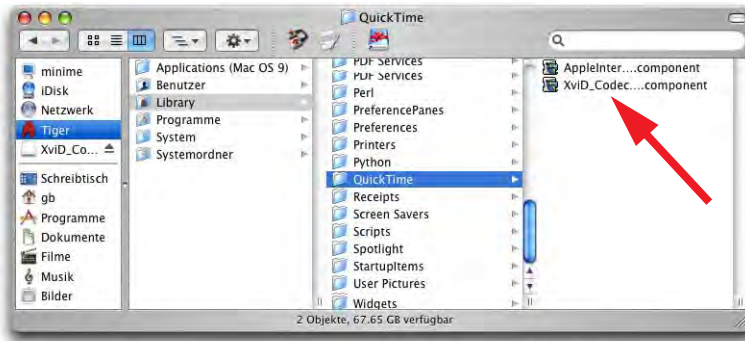 QuickTime
minime
iDisk
Netzwerk
Tiger
XviD_Co...
Schreibtisch
gb
Programme
Dokumente
Filme
Musik
Bilder
Applications (Mac OS 9)
Benutzer
Library
Programme
System
Systemordner
PDF Services
PDF Services
Perl
PreferencePanes
Preferences
Printers
Python
QuickTime
Receipts
Screen Savers
Scripts
Spotlight
StartupItems
User Pictures
Widgets
AppleInter....component
XviD_Codec....component
2 Objekte, 67.65 GB verfügbar